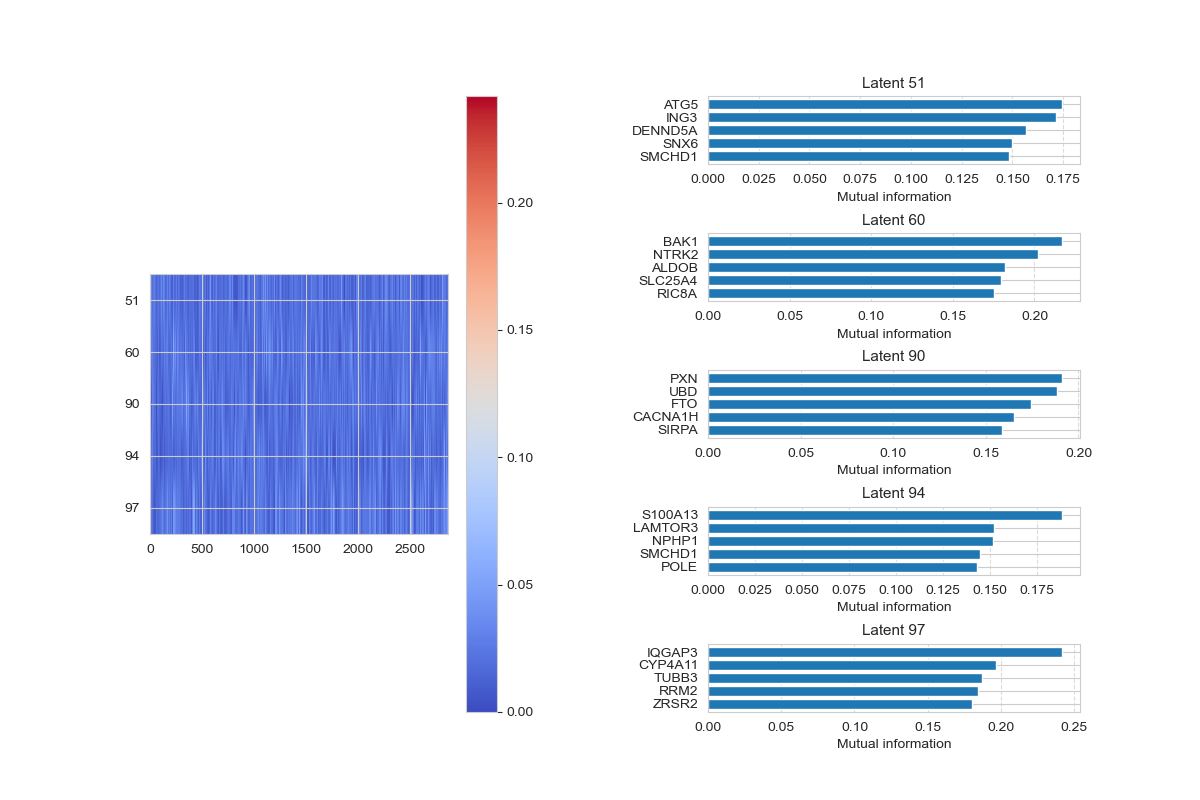 51
60
90
94
97
0 500 1000 1500 2000 2500
0.20
0.15
0.10
0.05
0.00
Latent 51
ATG5
ING3
DENND5A
SNX6
SMCHD1
0.000 0.025 0.050 0.075 0.100 0.125 0.150 0.175
Mutual information
Latent 60
BAK1
NTRK2
ALDOB
SLC25A4
RIC8A
0.00 0.05 0.10 0.15 0.20
Mutual information
Latent 90
PXN
UBD
FTO
CACNA1H
SIRPA
0.00 0.05 0.10 0.15 0.20
Mutual information
Latent 94
S100A13
LAMTOR3
NPHP1
SMCHD1
POLE
0.000 0.025 0.050 0.075 0.100 0.125 0.150 0.175
Mutual information
Latent 97
IQGAP3
CYP4A11
TUBB3
RRM2
ZRSR2
0.00 0.05 0.10 0.15 0.20 0.25
Mutual information